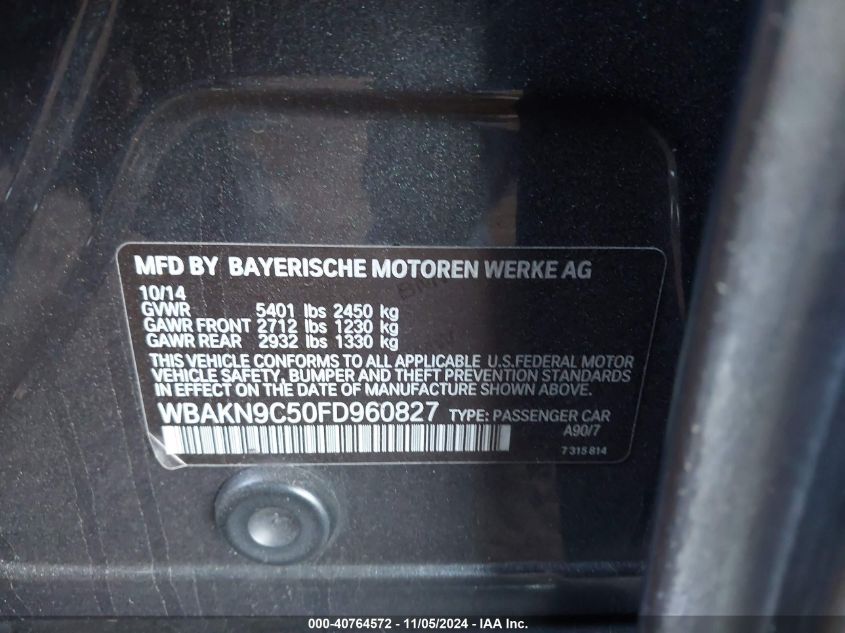 MFD BY BAYERISCHE MOTOREN WERKE AG
10/14
GVWR 5401 lbs 2450 kg
GAWR FRONT 2712 lbs 1230 kg
GAWR REAR 2932 lbs 1330 kg
THIS VEHICLE CONFORMS TO ALL APPLICABLE U.S.FEDERAL MOTOR
VEHICLE SAFETY, BUMPER AND THEFT PREVENTION STANDARDS
IN EFFECT ON THE DATE OF MANUFACTURE SHOWN ABOVE.
WBAKN9C50FD960827 TYPE: PASSENGER CAR
A90/7
7 315 814
000-40764572 - 11/05/2024 - IAA Inc.